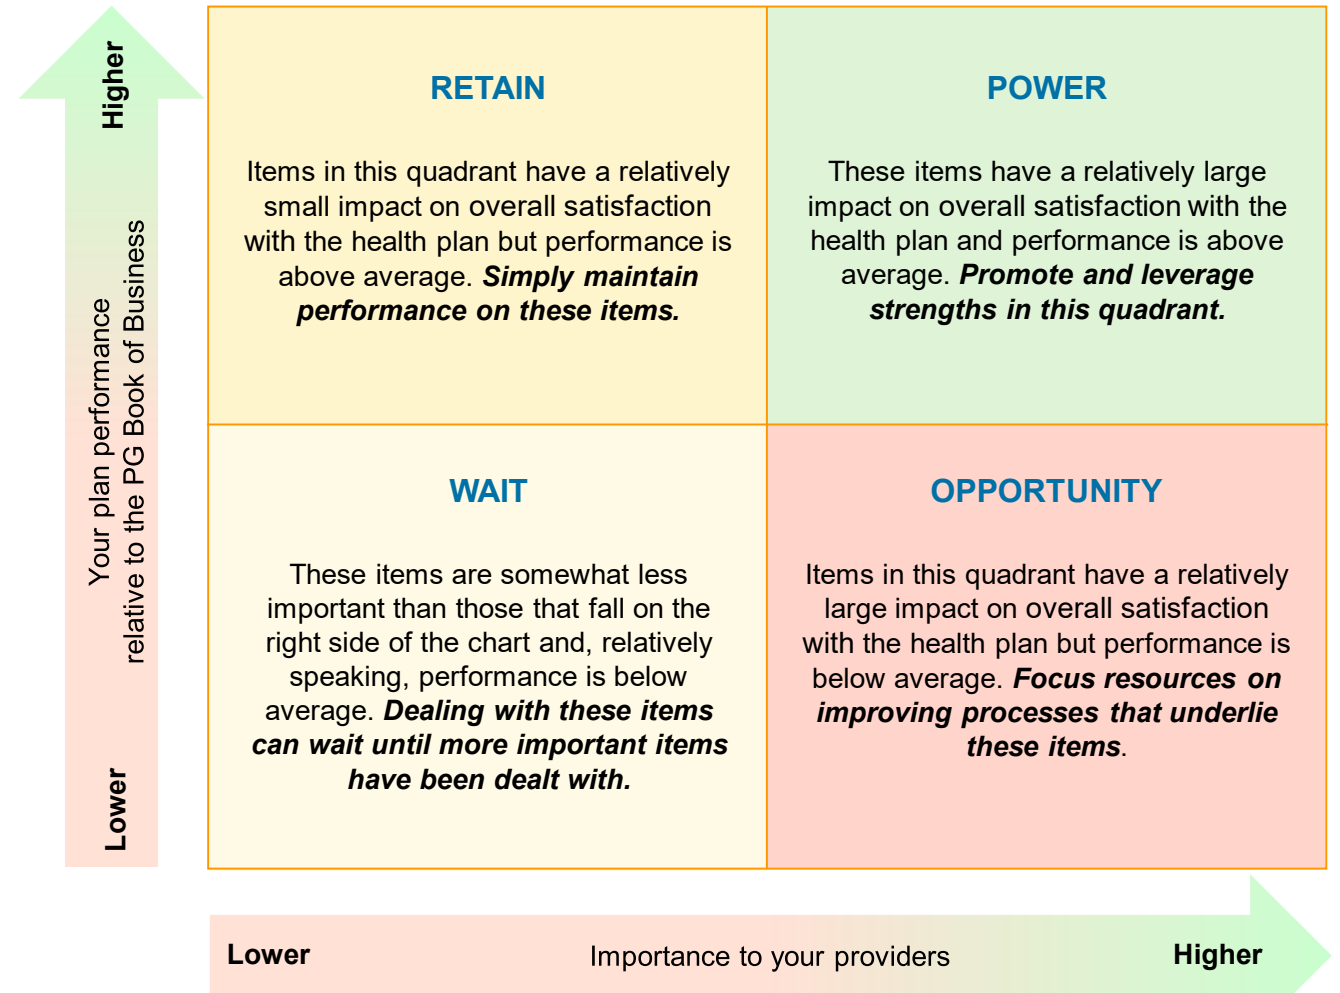 Higher
Your plan performance
relative to the PG Book of Business
Lower
RETAIN
Items in this quadrant have a relatively
small impact on overall satisfaction
with the health plan but performance is
above average. Simply maintain
performance on these items.
POWER
These items have a relatively large
impact on overall satisfaction with the
health plan and performance is above
average. Promote and leverage
strengths in this quadrant.
WAIT
These items are somewhat less
important than those that fall on the
right side of the chart and, relatively
speaking, performance is below
average. Dealing with these items
can wait until more important items
have been dealt with.
OPPORTUNITY
Items in this quadrant have a relatively
large impact on overall satisfaction
with the health plan but performance is
below average. Focus resources on
improving processes that underlie
these items.
Lower
Importance to your providers
Higher